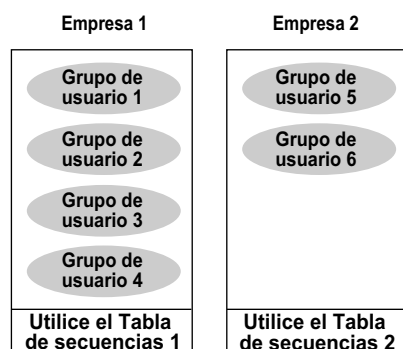 Empresa 1
Grupo de
usuario 1
Grupo de
usuario 2
Grupo de
usuario 3
Grupo de
usuario 4
Utilice el Tabla
de secuencias 1
Empresa 2
Grupo de
usuario 5
Grupo de
usuario 6
Utilice el Tabla
de secuencias 2